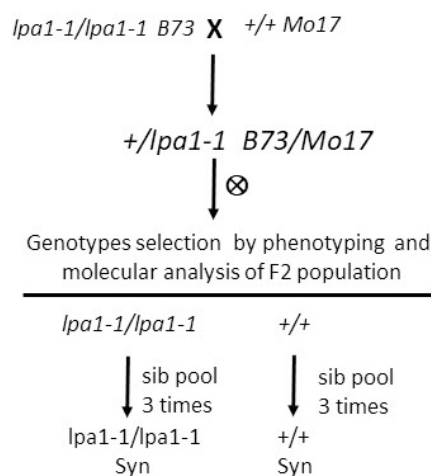 lpa1-1/lpa1-1 B73 X +/+ Mo17
+/lpa1-1 B73/Mo17
⊗
Genotypes selection by phenotyping and
molecular analysis of F2 population
lpa1-1/lpa1-1 +/+
sib pool sib pool
3 times 3 times
lpa1-1/lpa1-1 +/+
Syn Syn